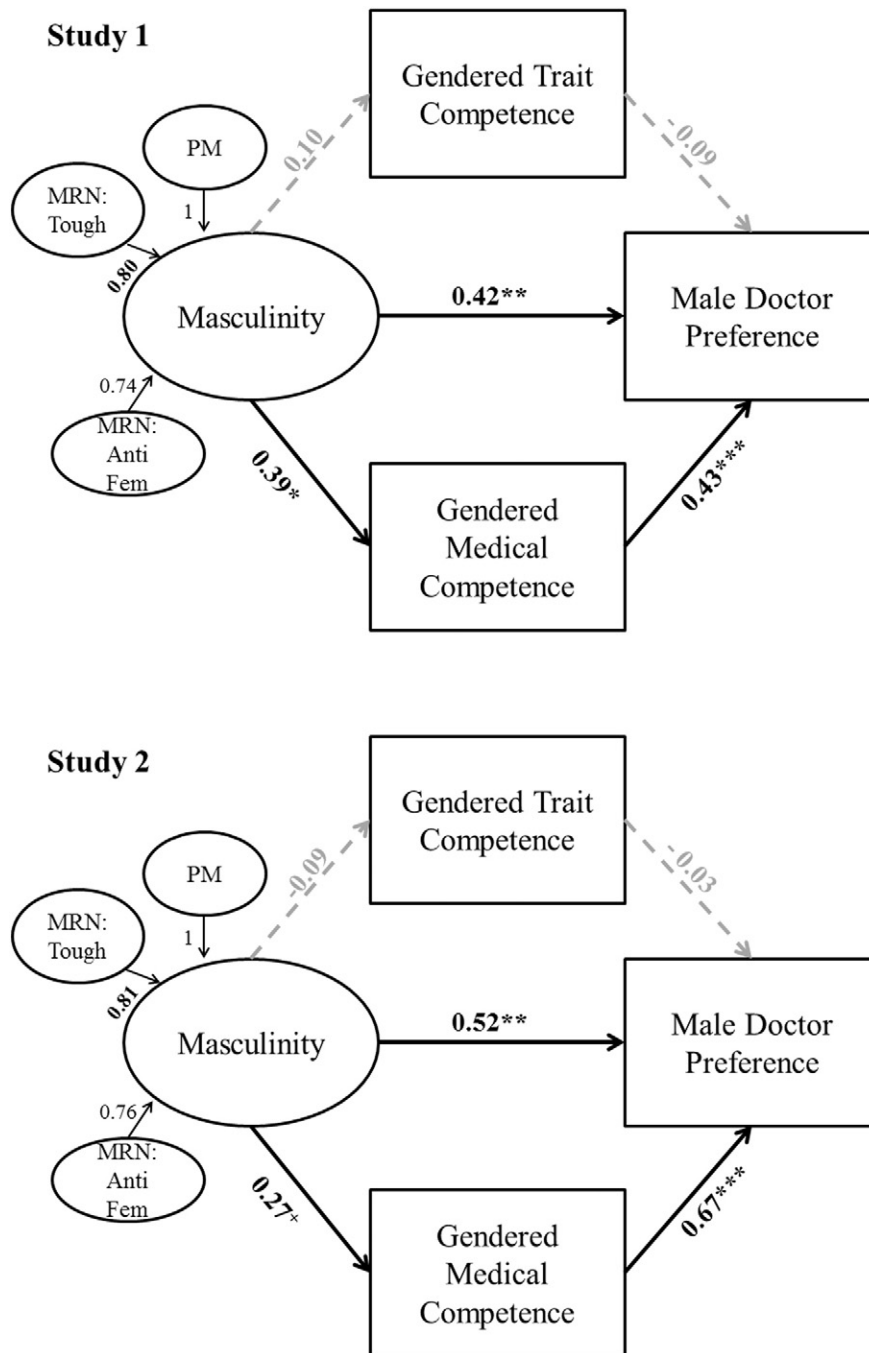 Study 1
Gendered Trait
Competence
PM
0.10
-0.09
MRN:
Tough
1
0.80
Masculinity
0.42**
Male Doctor
Preference
0.74
MRN:
Anti
Fem
0.39*
Gendered
Medical
Competence
0.43***
Study 2
Gendered Trait
Competence
PM
-0.09
-0.03
MRN:
Tough
1
0.81
Masculinity
0.52**
Male Doctor
Preference
0.76
MRN:
Anti
Fem
0.27+
Gendered
Medical
Competence
0.67***